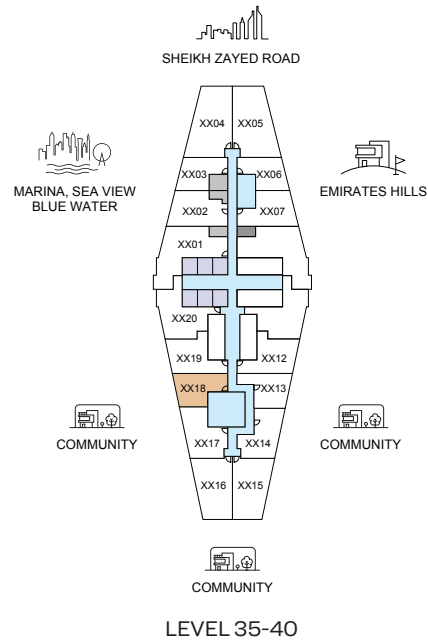 SHEIKH ZAYED ROAD
XX04 XX05
MARINA, SEA VIEW
BLUE WATER
EMIRATES HILLS
XX03 XX06
XX02 XX07
XX01
XX20
XX19 XX12
XX18 XX13
COMMUNITY
COMMUNITY
XX17 XX14
XX16 XX15
COMMUNITY
LEVEL 35-40